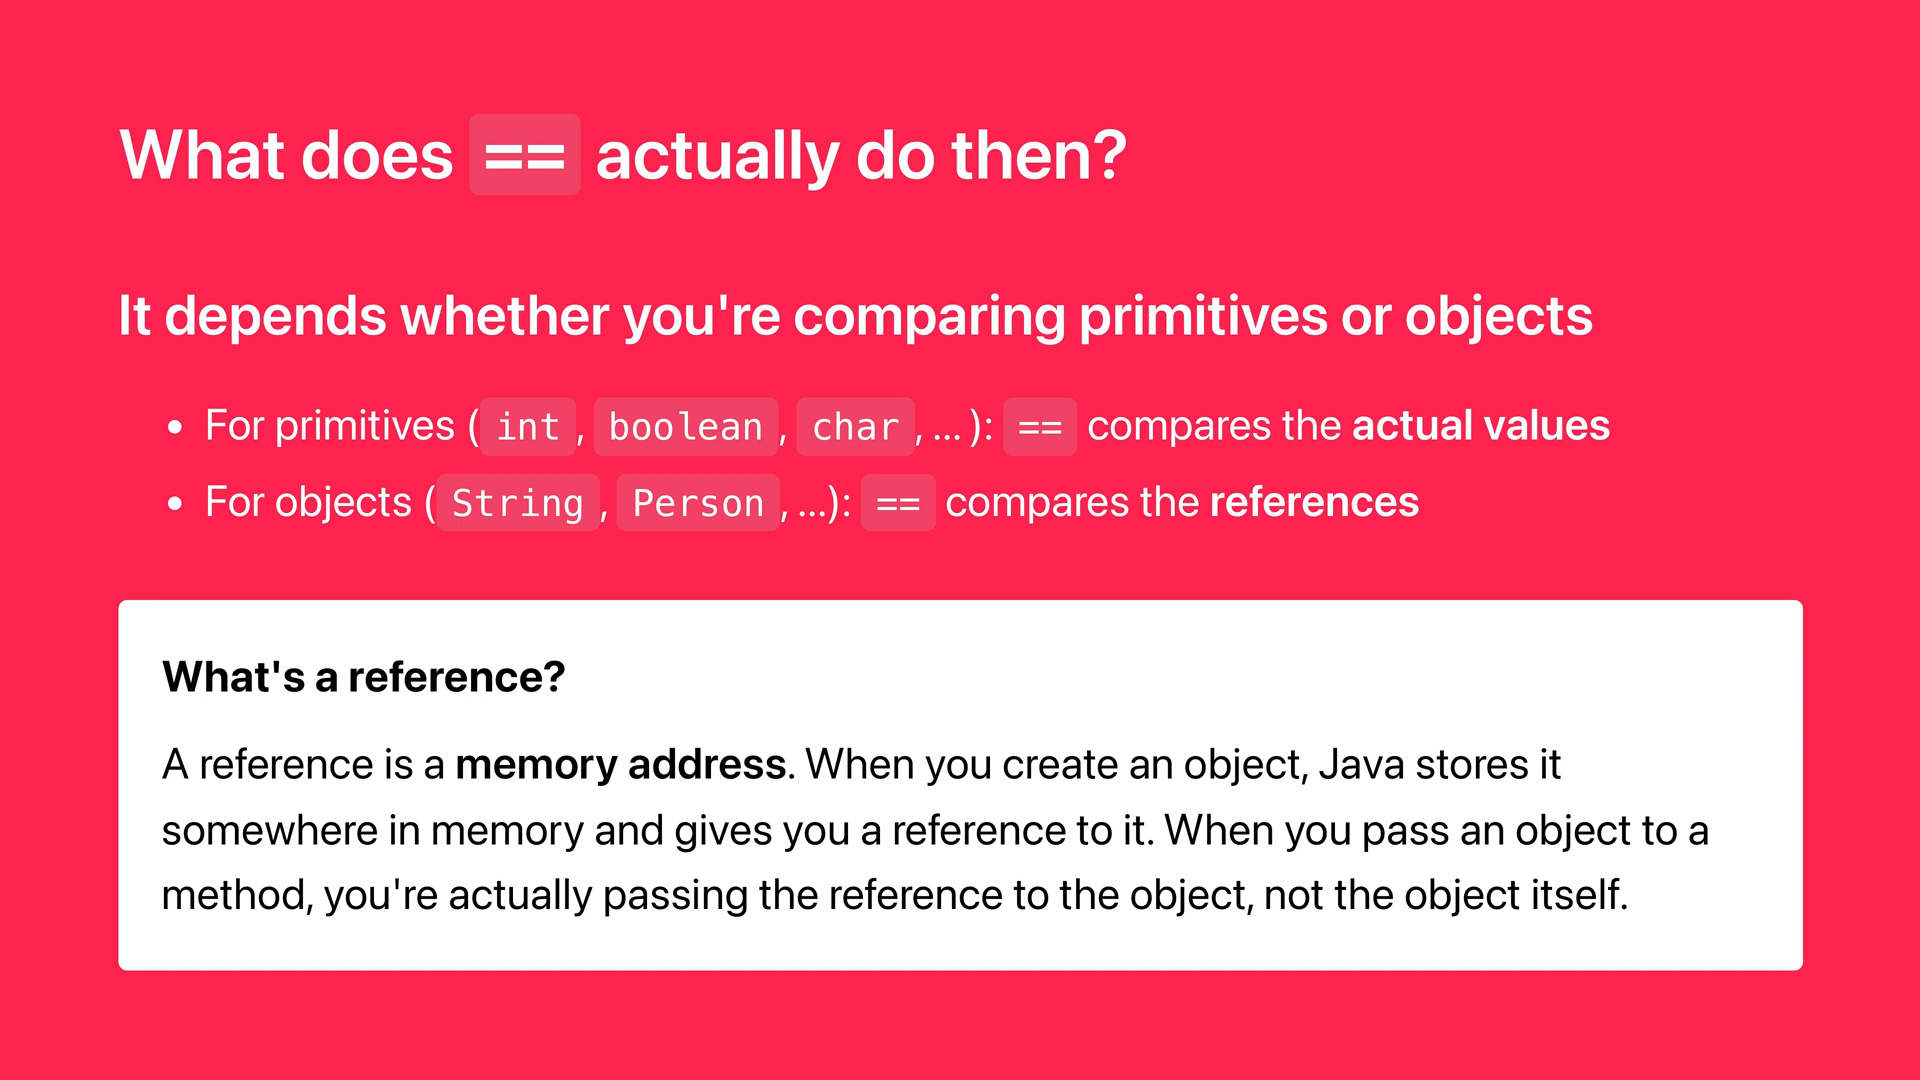 What does == actually do then?
It depends whether you're comparing primitives or objects
• For primitives (int, boolean, char, ...): == compares the actual values
• For objects (String, Person, ...): == compares the references
What's a reference?
A reference is a memory address. When you create an object, Java stores it
somewhere in memory and gives you a reference to it. When you pass an object to a
method, you're actually passing the reference to the object, not the object itself.